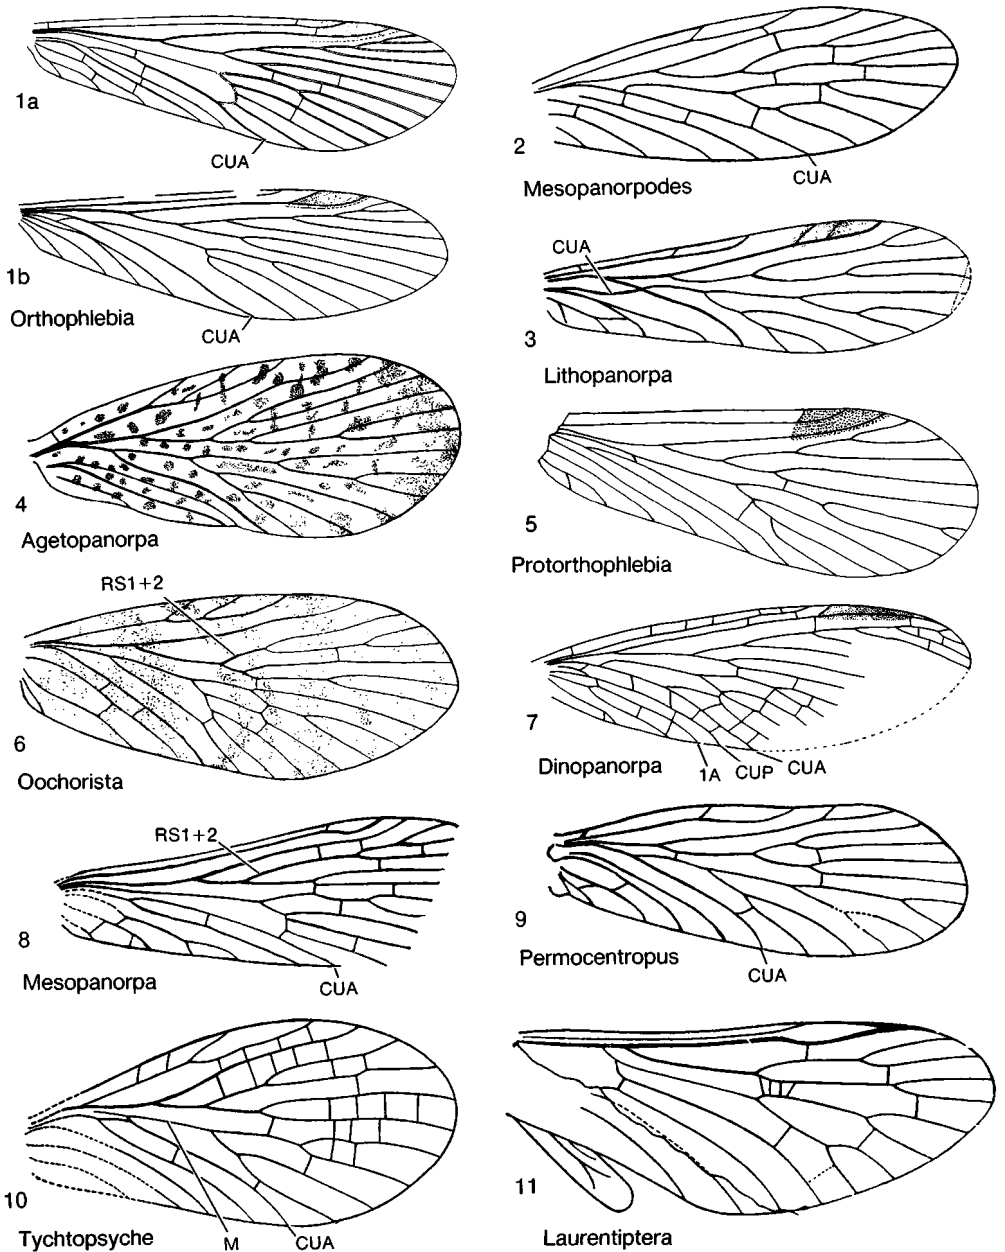 1a
CUA
2
Mesopanorpodes
CUA
1b
Orthophlebia
CUA
CUA
3
Lithopanorpa
4
Agetopanorpa
5
Protorthophlebia
RS1+2
6
Oochorista
7
Dinopanorpa
1A
CUP
CUA
RS1+2
8
Mesopanorpa
CUA
9
Permocentropus
CUA
10
Tychtopsyche
M
CUA
11
Laurentiptera